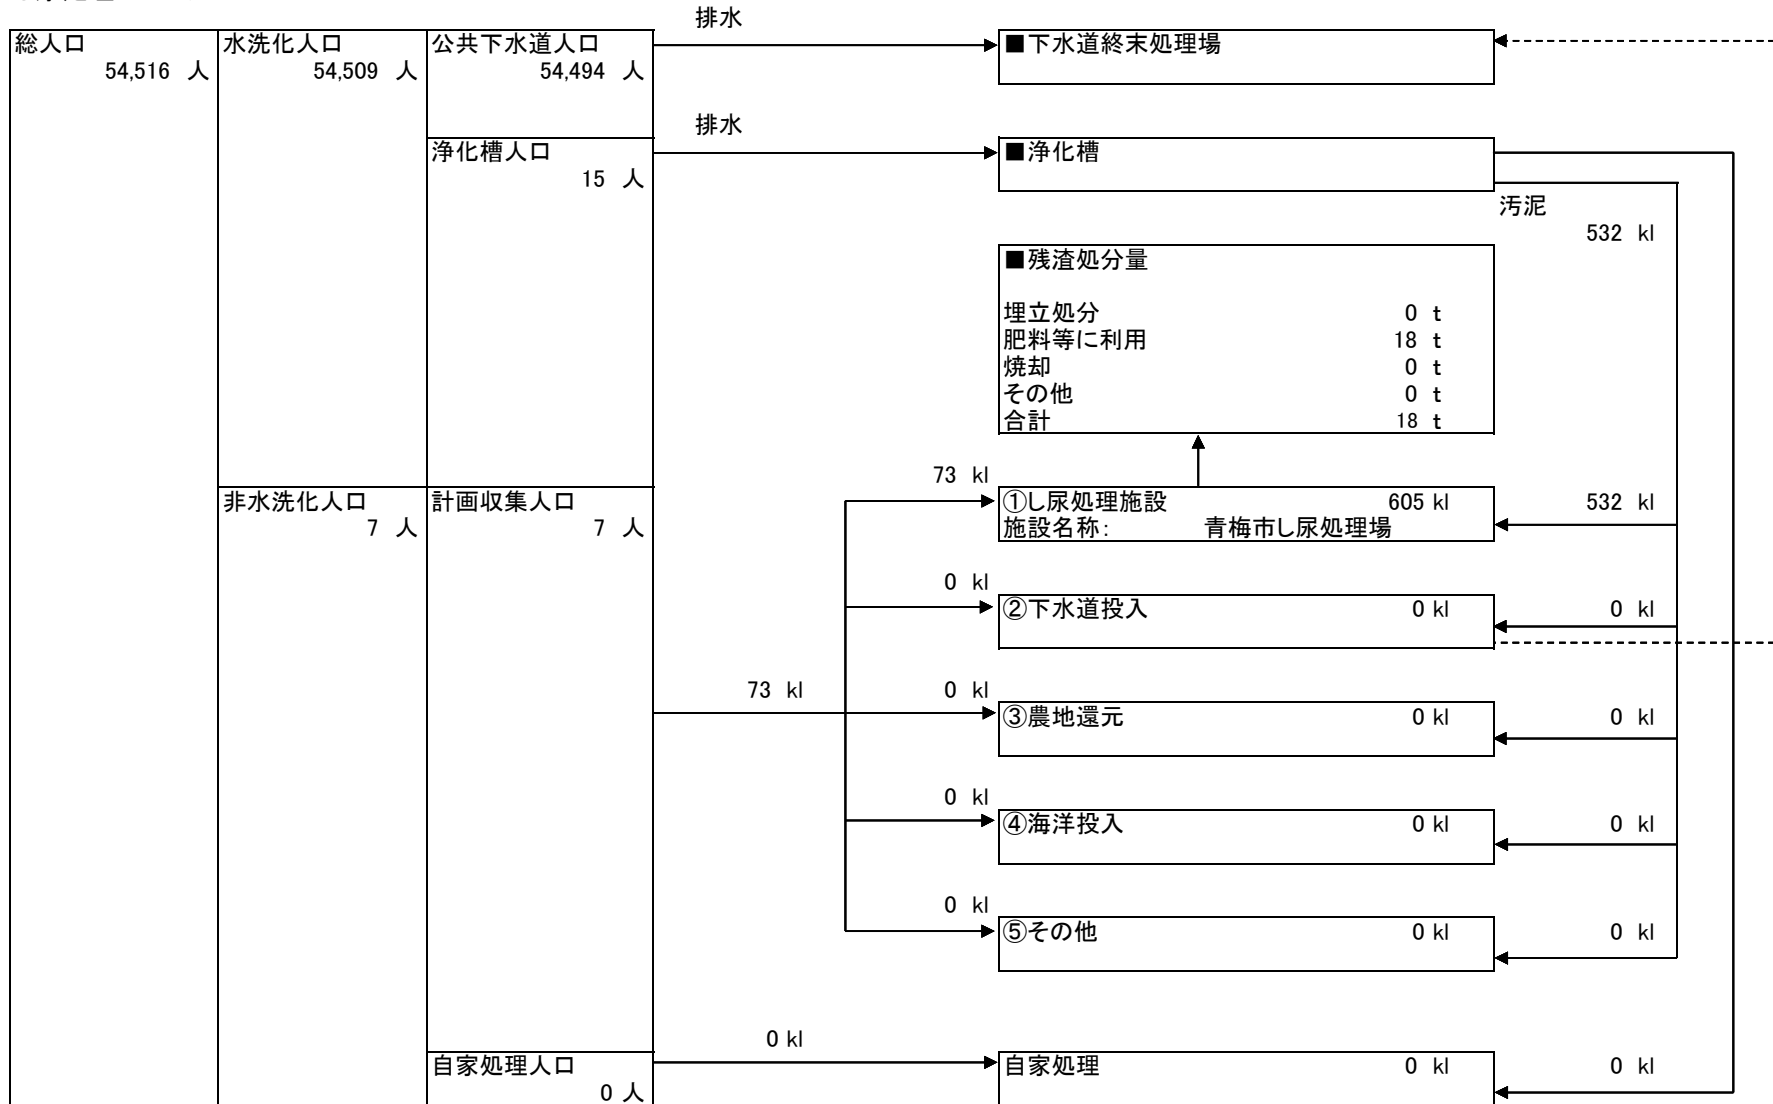 排水
総人口 水洗化人口 公共下水道人口 ■下水道終末処理場
54,516 人 54,509 人 54,494 人
排水
浄化槽人口 ■浄化槽
15 人
汚泥
532 kl
■残渣処分量
埋立処分 0 t
肥料等に利用 18 t
焼却 0 t
その他 0 t
合計 18 t
73 kl
非水洗化人口 計画収集人口 ①し尿処理施設 605 kl 532 kl
7 人 7 人 施設名称: 青梅市し尿処理場
0 kl
②下水道投入 0 kl 0 kl
73 kl 0 kl
③農地還元 0 kl 0 kl
0 kl
④海洋投入 0 kl 0 kl
0 kl
⑤その他 0 kl 0 kl
0 kl
自家処理人口 自家処理 0 kl 0 kl
0 人